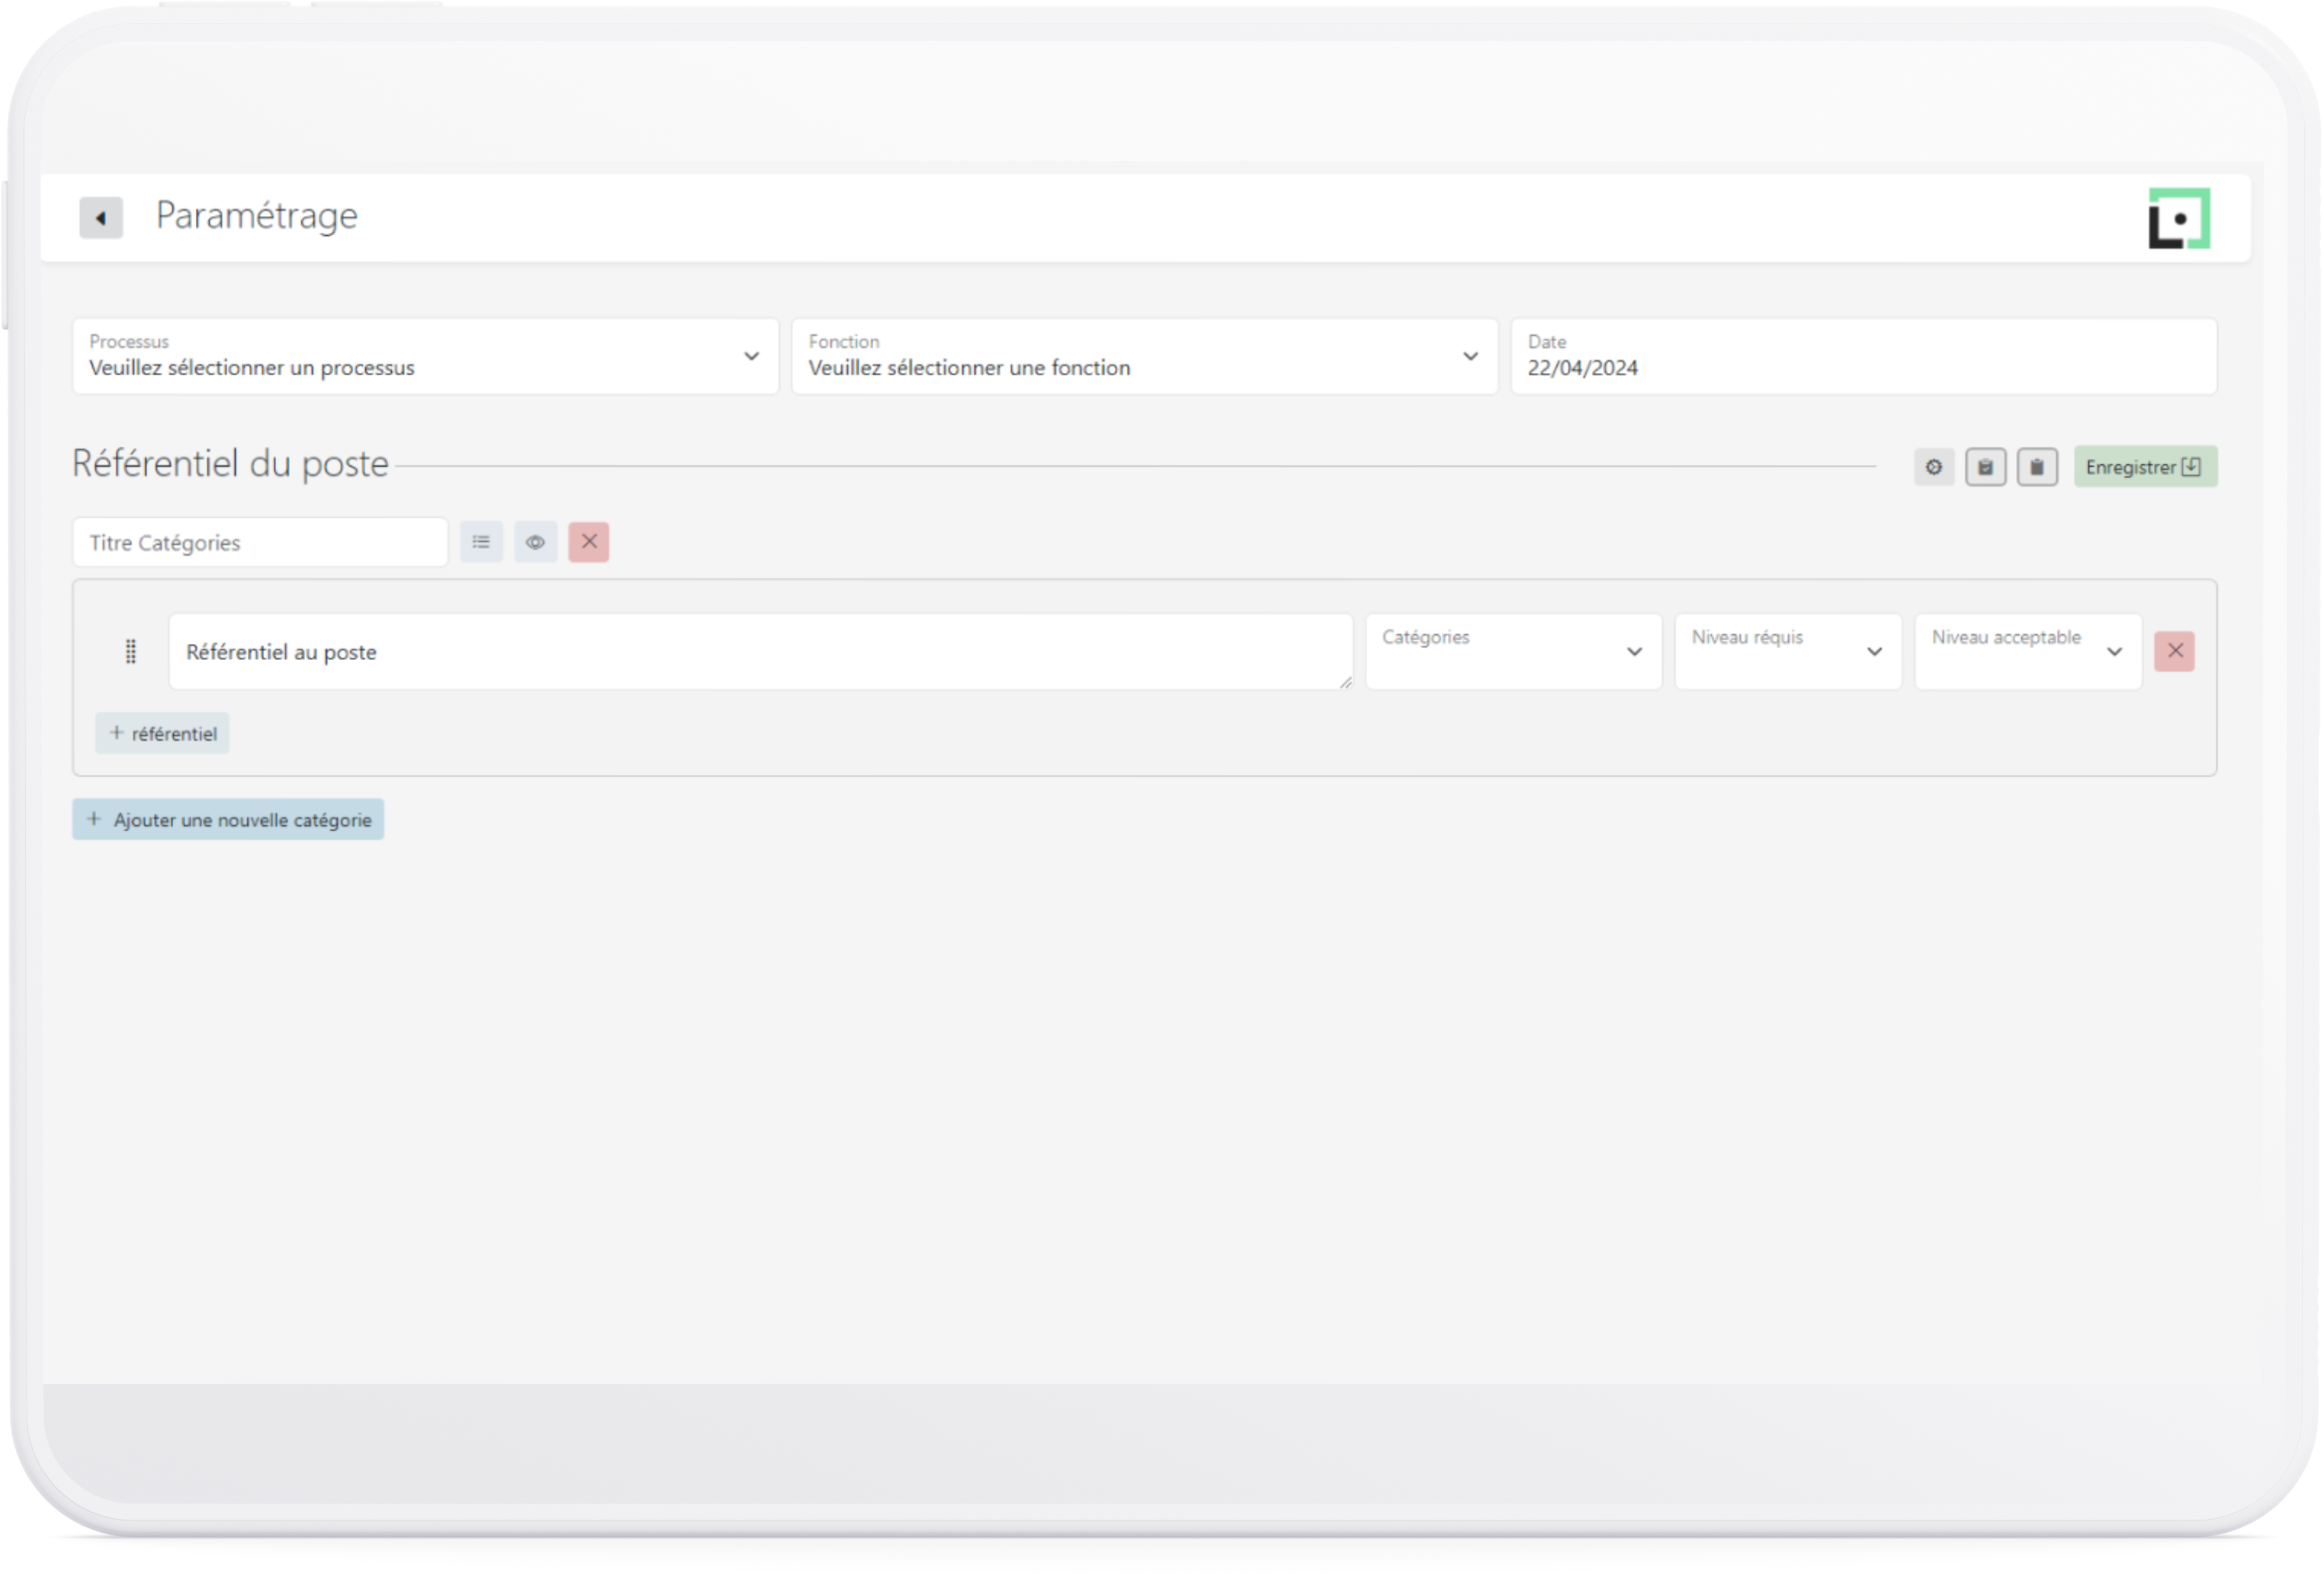 Paramétrage
Processus
Veuillez sélectionner un processus
Fonction
Veuillez sélectionner une fonction
Date
22/04/2024
Référentiel du poste
Enregistrer
Titre Catégories
Référentiel au poste
Catégories
Niveau réquis
Niveau acceptable
+ référentiel
+ Ajouter une nouvelle catégorie